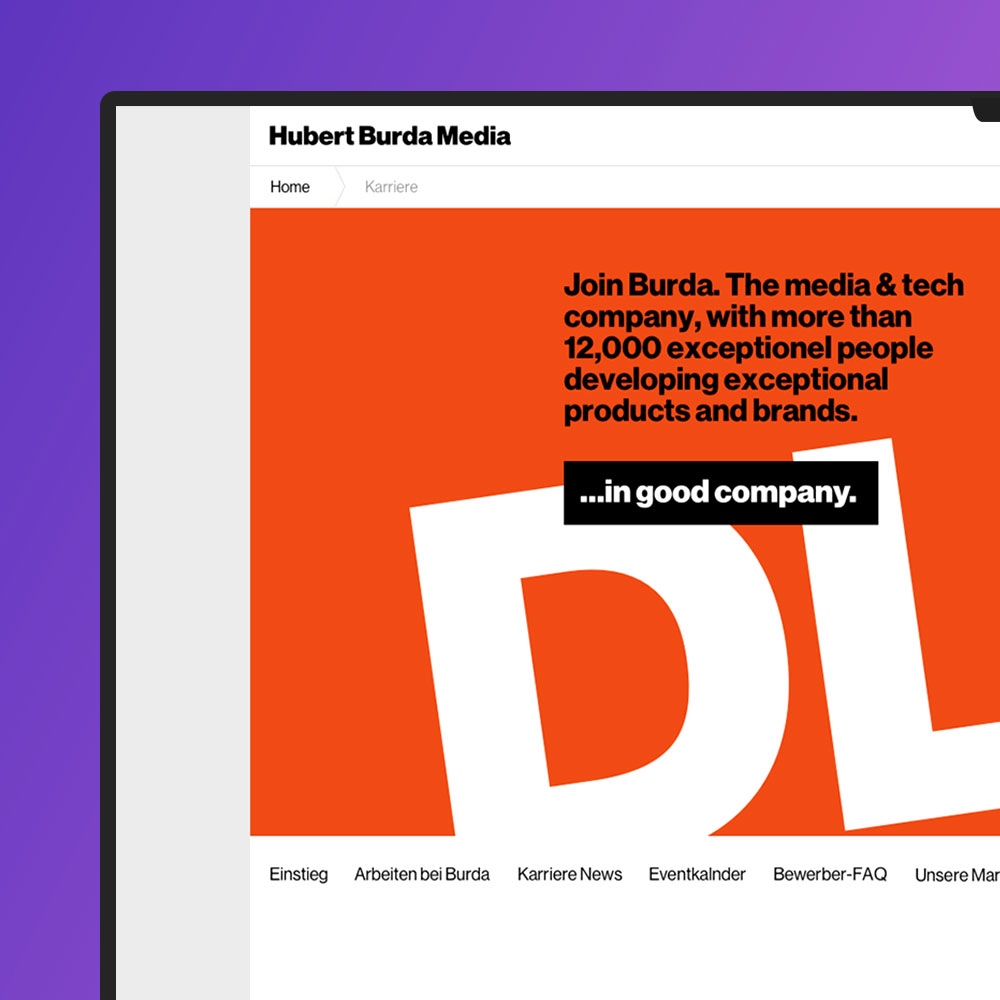 Hubert Burda Media
Home Karriere
Join Burda. The media & tech
company, with more than
12,000 exceptionel people
developing exceptional
products and brands.
...in good company.
DL
Einstieg Arbeiten bei Burda Karriere News Eventkalnder Bewerber-FAQ Unsere Mar